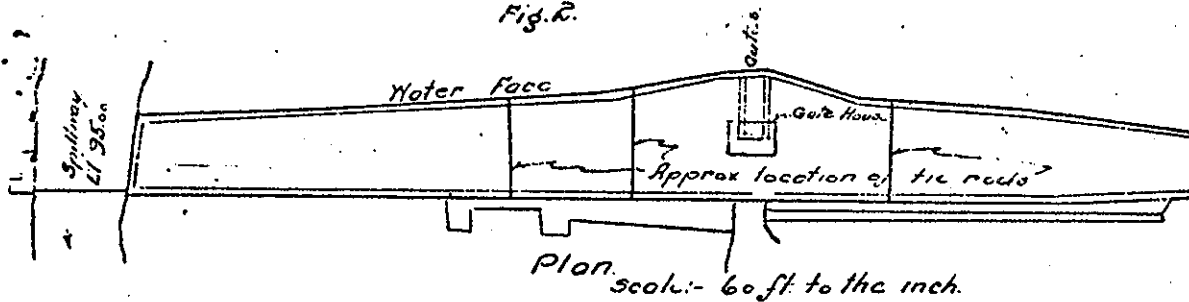 Fig. 2.
Water Face
Spillway
El 95.00
Gate House
Approx location of tie rods
Plan.
scale:- 60 ft. to the inch.